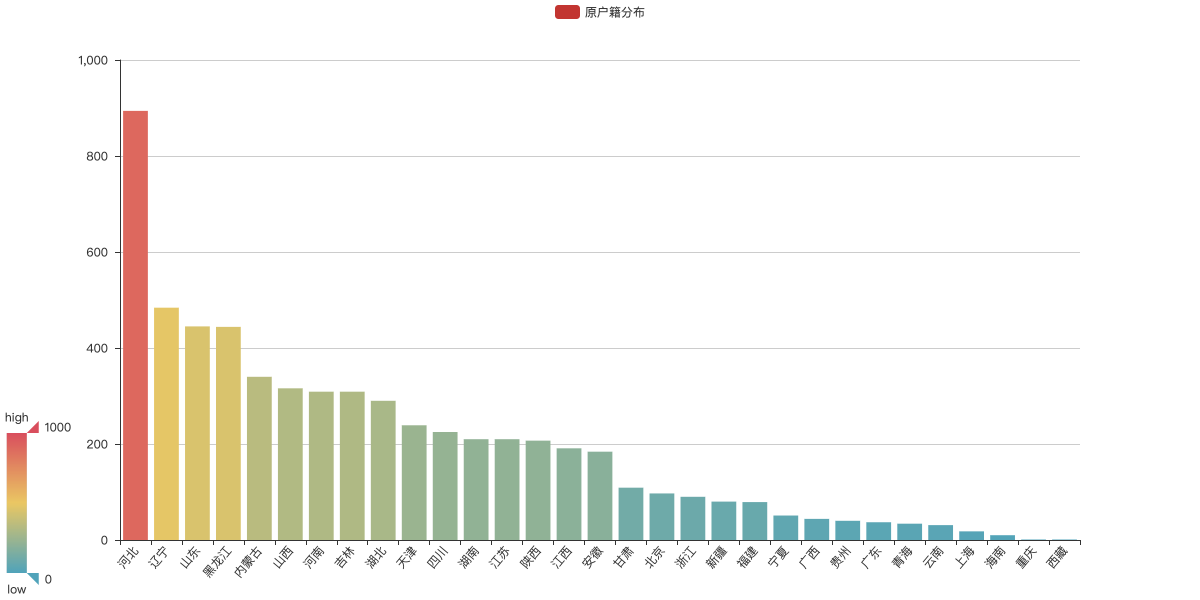 原户籍分布
1,000
800
600
400
200
0
high
1000
0
low
河北
辽宁
山东
黑龙江
内蒙古
山西
河南
吉林
湖北
天津
四川
湖南
江苏
陕西
江西
安徽
甘肃
北京
浙江
新疆
福建
宁夏
广西
贵州
广东
青海
云南
上海
海南
重庆
西藏